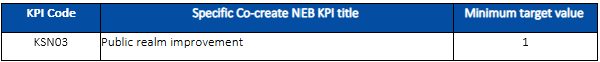 KPI Code Specific Co-create NEB KPI title Minimum target value
KSN03 Public realm improvement 1